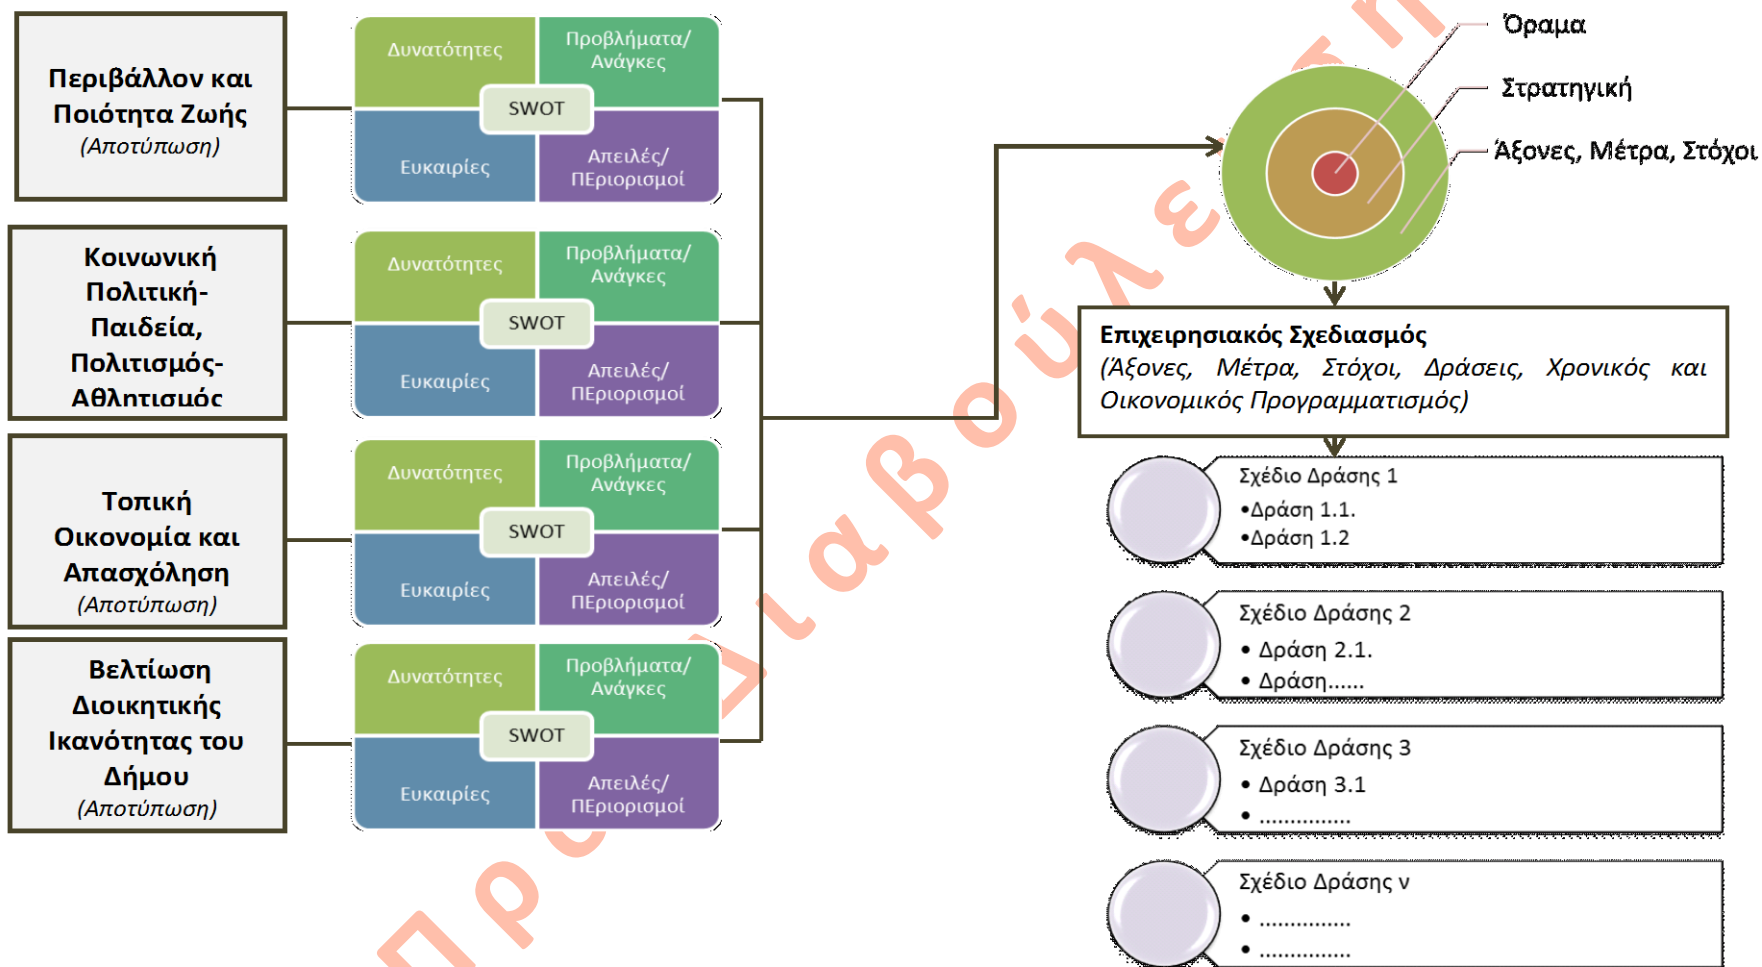 Περιβάλλον και
Ποιότητα Ζωής
(Αποτύπωση)
Δυνατότητες
Προβλήματα/
Ανάγκες
SWOT
Ευκαιρίες
Απειλές/
ΠΕριορισμοί
Κοινωνική
Πολιτική-
Παιδεία,
Πολιτισμός-
Αθλητισμός
Δυνατότητες
Προβλήματα/
Ανάγκες
SWOT
Ευκαιρίες
Απειλές/
ΠΕριορισμοί
Τοπική
Οικονομία και
Απασχόληση
(Αποτύπωση)
Δυνατότητες
Προβλήματα/
Ανάγκες
SWOT
Ευκαιρίες
Απειλές/
ΠΕριορισμοί
Βελτίωση
Διοικητικής
Ικανότητας του
Δήμου
(Αποτύπωση)
Δυνατότητες
Προβλήματα/
Ανάγκες
SWOT
Ευκαιρίες
Απειλές/
ΠΕριορισμοί
Όραμα
Στρατηγική
Άξονες, Μέτρα, Στόχοι
Επιχειρησιακός Σχεδιασμός
(Άξονες, Μέτρα, Στόχοι, Δράσεις, Χρονικός και
Οικονομικός Προγραμματισμός)
Σχέδιο Δράσης 1
•Δράση 1.1.
•Δράση 1.2
Σχέδιο Δράσης 2
• Δράση 2.1.
• Δράση......
Σχέδιο Δράσης 3
• Δράση 3.1
• ...............
Σχέδιο Δράσης ν
• ...............
• ...............